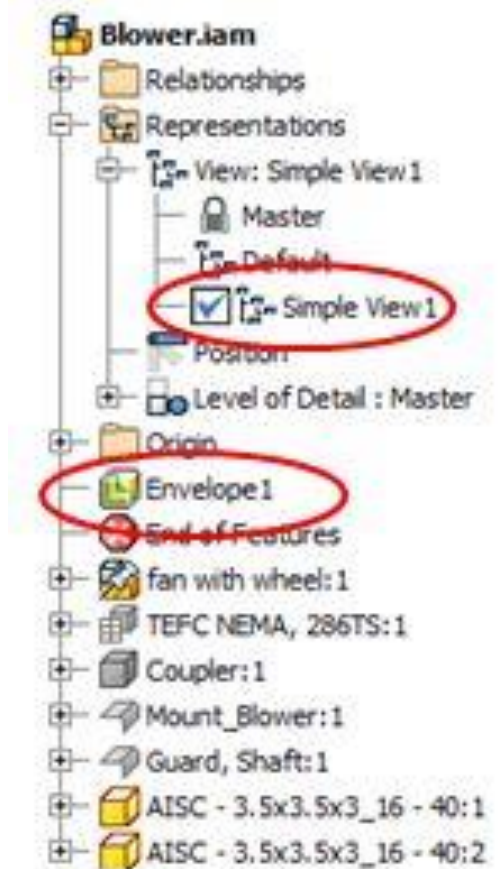 Blower.iam
Relationships
Representations
View: Simple View1
Master
Default
Simple View1
Position
Level of Detail : Master
Origin
Envelope1
End of Features
fan with wheel:1
TEFC NEMA, 286TS:1
Coupler:1
Mount_Blower:1
Guard, Shaft:1
AISC - 3.5x3.5x3_16 - 40:1
AISC - 3.5x3.5x3_16 - 40:2